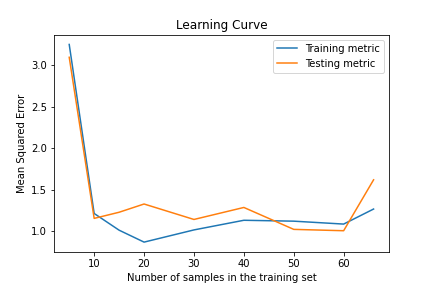 Learning Curve
Training metric
Testing metric
3.0
2.5
2.0
1.5
1.0
Mean Squared Error
10 20 30 40 50 60
Number of samples in the training set